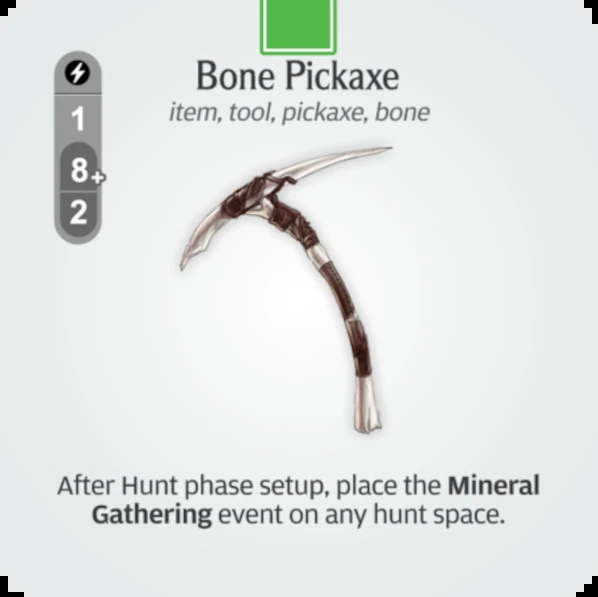 Bone Pickaxe
item, tool, pickaxe, bone
1
8+
2
After Hunt phase setup, place the Mineral
Gathering event on any hunt space.